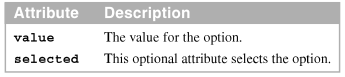 Attribute Description
value The value for the option.
selected This optional attribute selects the option.